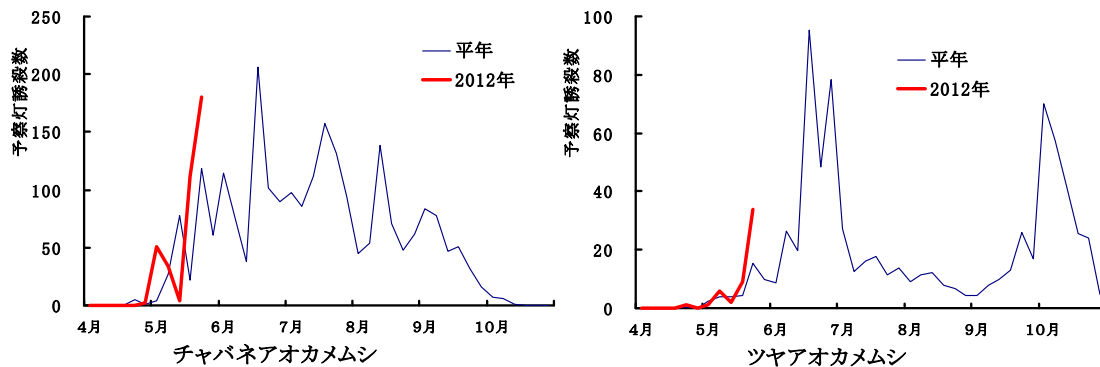 予察灯誘殺数
250
200
150
100
50
0
平年
2012年
4月 5月 6月 7月 8月 9月 10月
チャバネアオカメムシ
予察灯誘殺数
100
80
60
40
20
0
平年
2012年
4月 5月 6月 7月 8月 9月 10月
ツヤアオカメムシ